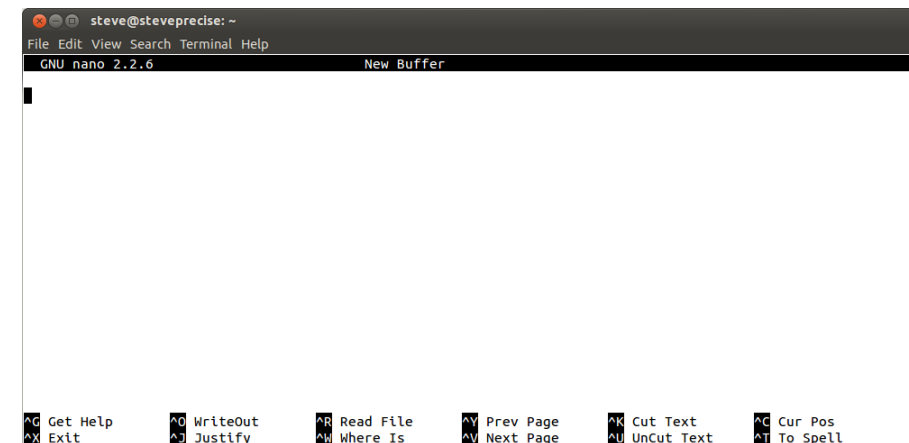 steve@steveprecise: ~
File Edit View Search Terminal Help
GNU nano 2.2.6 New Buffer
^G Get Help ^O WriteOut ^R Read File ^Y Prev Page ^K Cut Text ^C Cur Pos
^X Exit ^J Justify ^W Where Is ^V Next Page ^U UnCut Text ^T To Spell